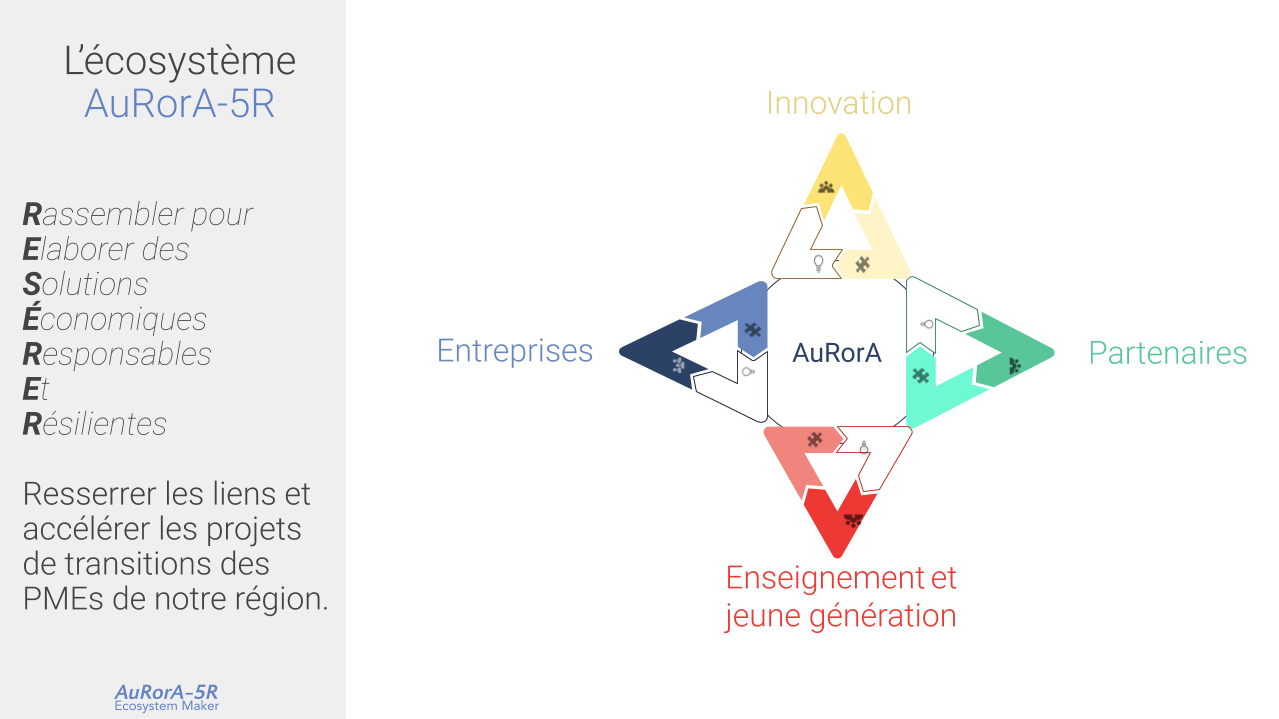 L'écosystème
AuRorA-5R
Rassembler pour
Elaborer des
Solutions
Économiques
Responsables
Et
Résilientes
Resserrer les liens et
accélérer les projets
de transitions des
PMEs de notre région.
AuRorA-5R
Ecosystem Maker
Innovation
Entreprises
AuRorA
Partenaires
Enseignement et
jeune génération